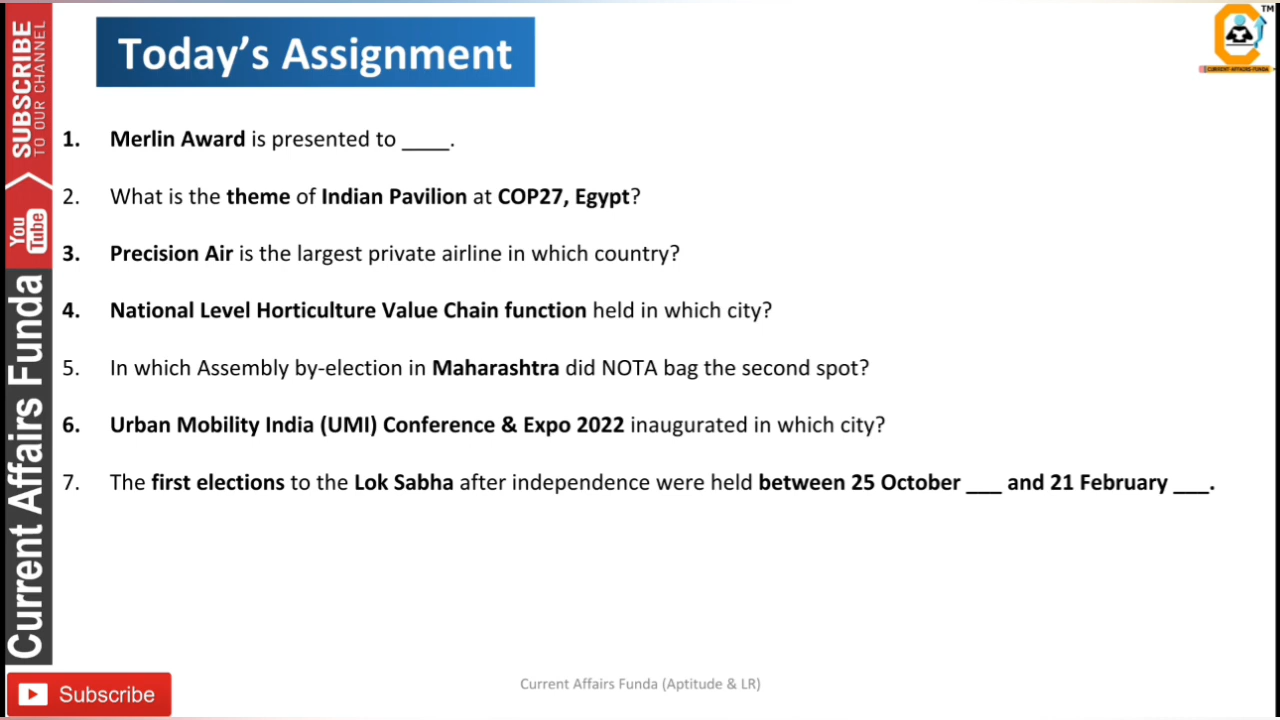 Today's Assignment
TM
CURRENT-AFFAIRS-FUNDA
SUBSCRIBE
TO OUR CHANNEL
You
Tube
Current Affairs Funda
1. Merlin Award is presented to ____.
2. What is the theme of Indian Pavilion at COP27, Egypt?
3. Precision Air is the largest private airline in which country?
4. National Level Horticulture Value Chain function held in which city?
5. In which Assembly by-election in Maharashtra did NOTA bag the second spot?
6. Urban Mobility India (UMI) Conference & Expo 2022 inaugurated in which city?
7. The first elections to the Lok Sabha after independence were held between 25 October ___ and 21 February ___.
Subscribe
Current Affairs Funda (Aptitude & LR)